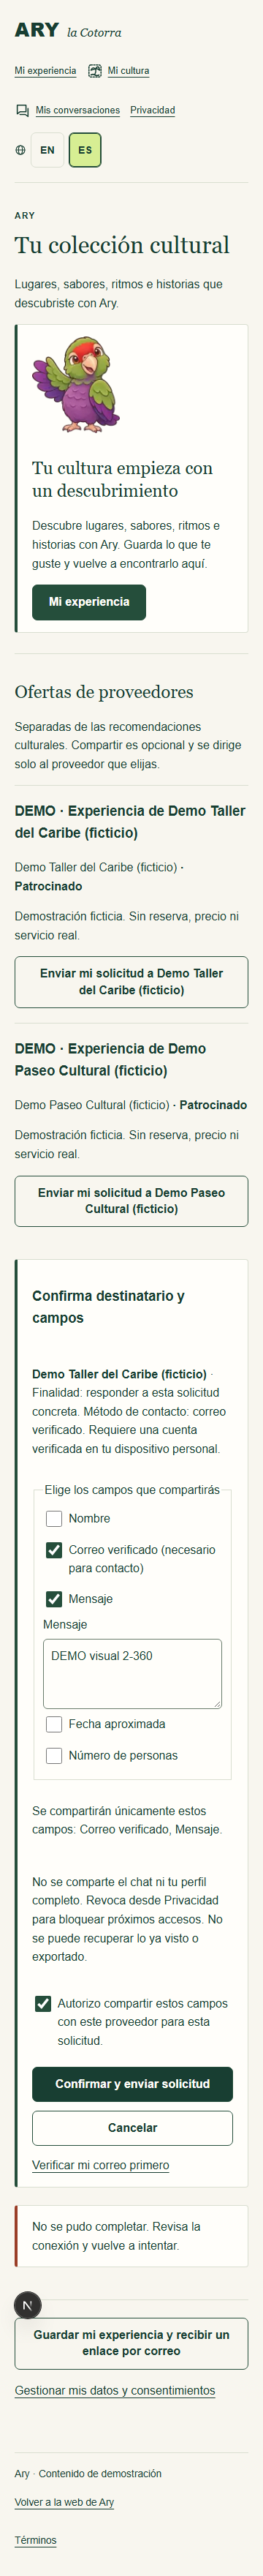 ARY la Cotorra
Mi experiencia Mi cultura
Mis conversaciones Privacidad
EN ES
ARY
Tu colección cultural
Lugares, sabores, ritmos e historias que
descubriste con Ary.
Tu cultura empieza con
un descubrimiento
Descubre lugares, sabores, ritmos e
historias con Ary. Guarda lo que te
guste y vuelve a encontrarlo aquí.
Mi experiencia
Ofertas de proveedores
Separadas de las recomendaciones
culturales. Compartir es opcional y se dirige
solo al proveedor que elijas.
DEMO · Experiencia de Demo Taller
del Caribe (ficticio)
Demo Taller del Caribe (ficticio) ·
Patrocinado
Demostración ficticia. Sin reserva, precio ni
servicio real.
Enviar mi solicitud a Demo Taller
del Caribe (ficticio)
DEMO · Experiencia de Demo
Paseo Cultural (ficticio)
Demo Paseo Cultural (ficticio) · Patrocinado
Demostración ficticia. Sin reserva, precio ni
servicio real.
Enviar mi solicitud a Demo Paseo
Cultural (ficticio)
Confirma destinatario y
campos
Demo Taller del Caribe (ficticio) ·
Finalidad: responder a esta solicitud
concreta. Método de contacto: correo
verificado. Requiere una cuenta
verificada en tu dispositivo personal.
Elige los campos que compartirás
Nombre
Correo verificado (necesario
para contacto)
Mensaje
Mensaje
DEMO visual 2-360
Fecha aproximada
Número de personas
Se compartirán únicamente estos
campos: Correo verificado, Mensaje.
No se comparte el chat ni tu perfil
completo. Revoca desde Privacidad
para bloquear próximos accesos. No
se puede recuperar lo ya visto o
exportado.
Autorizo compartir estos campos
con este proveedor para esta
solicitud.
Confirmar y enviar solicitud
Cancelar
Verificar mi correo primero
No se pudo completar. Revisa la
conexión y vuelve a intentar.
N
Guardar mi experiencia y recibir un
enlace por correo
Gestionar mis datos y consentimientos
Ary · Contenido de demostración
Volver a la web de Ary
Términos